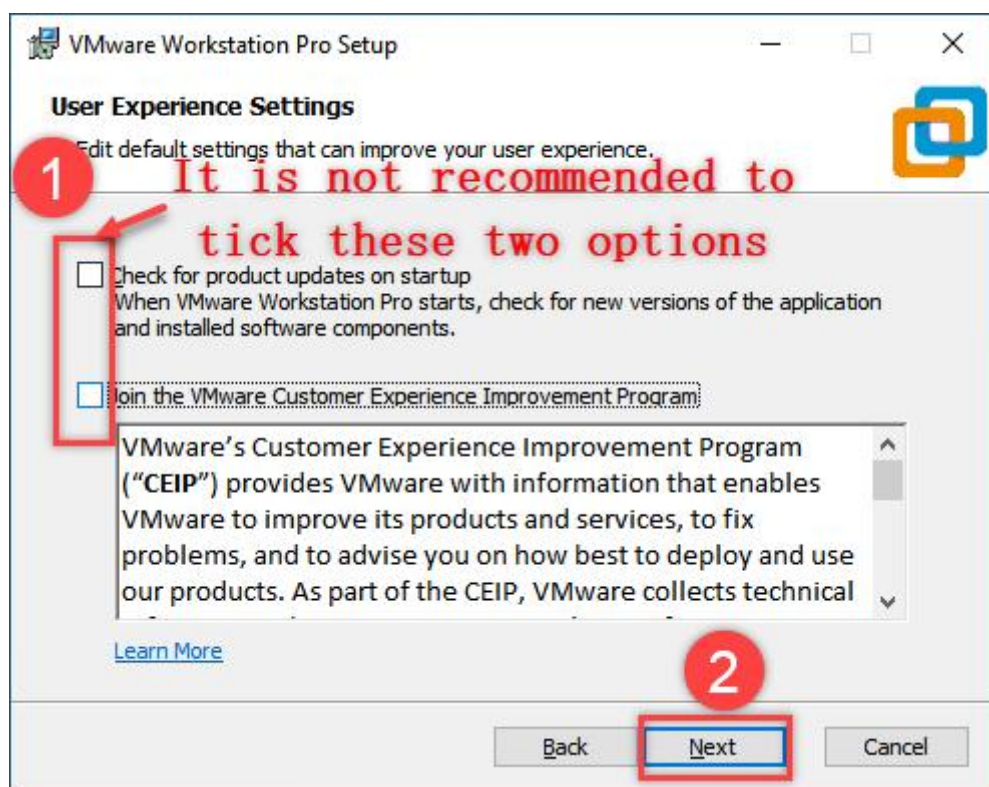 VMware Workstation Pro Setup
User Experience Settings
Edit default settings that can improve your user experience.
1
It is not recommended to
tick these two options
Check for product updates on startup
When VMware Workstation Pro starts, check for new versions of the application
and installed software components.
Join the VMware Customer Experience Improvement Program
VMware’s Customer Experience Improvement Program
(“CEIP”) provides VMware with information that enables
VMware to improve its products and services, to fix
problems, and to advise you on how best to deploy and use
our products. As part of the CEIP, VMware collects technical
Learn More
2
Back Next Cancel